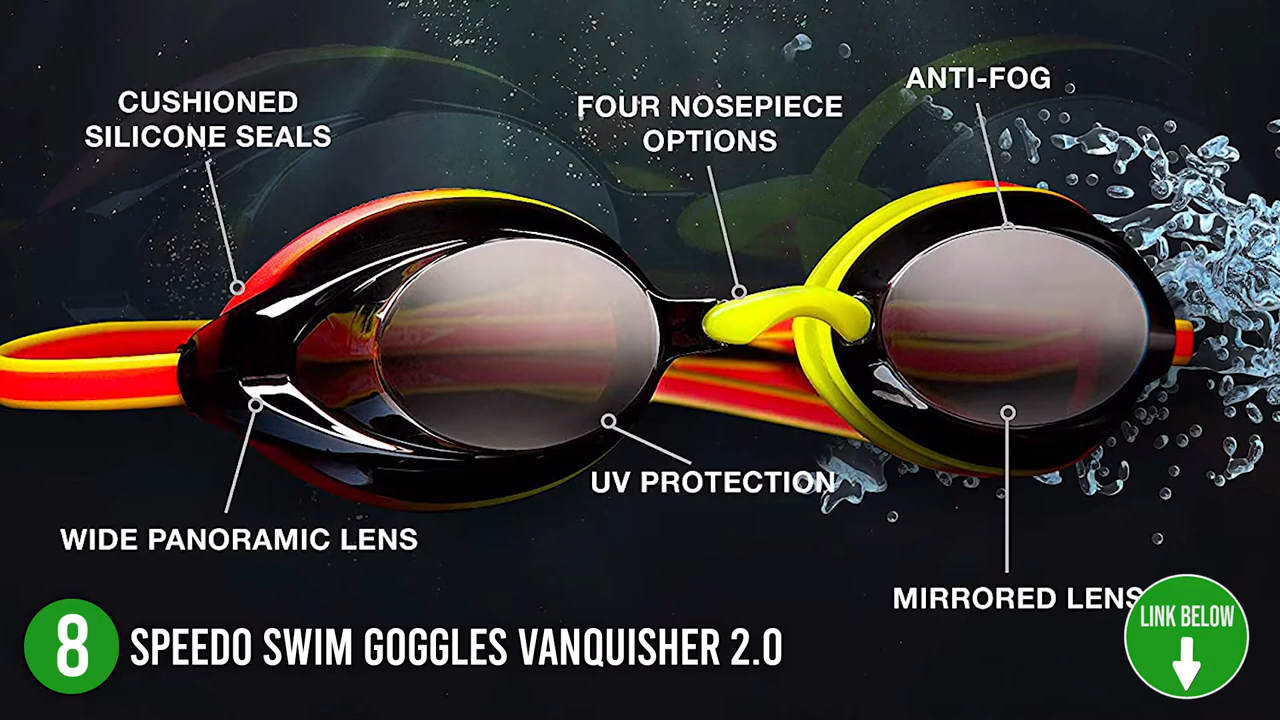 CUSHIONED
SILICONE SEALS
FOUR NOSEPIECE
OPTIONS
ANTI-FOG
UV PROTECTION
WIDE PANORAMIC LENS
MIRRORED LENS
LINK BELOW
8
SPEEDO SWIM GOGGLES VANQUISHER 2.0